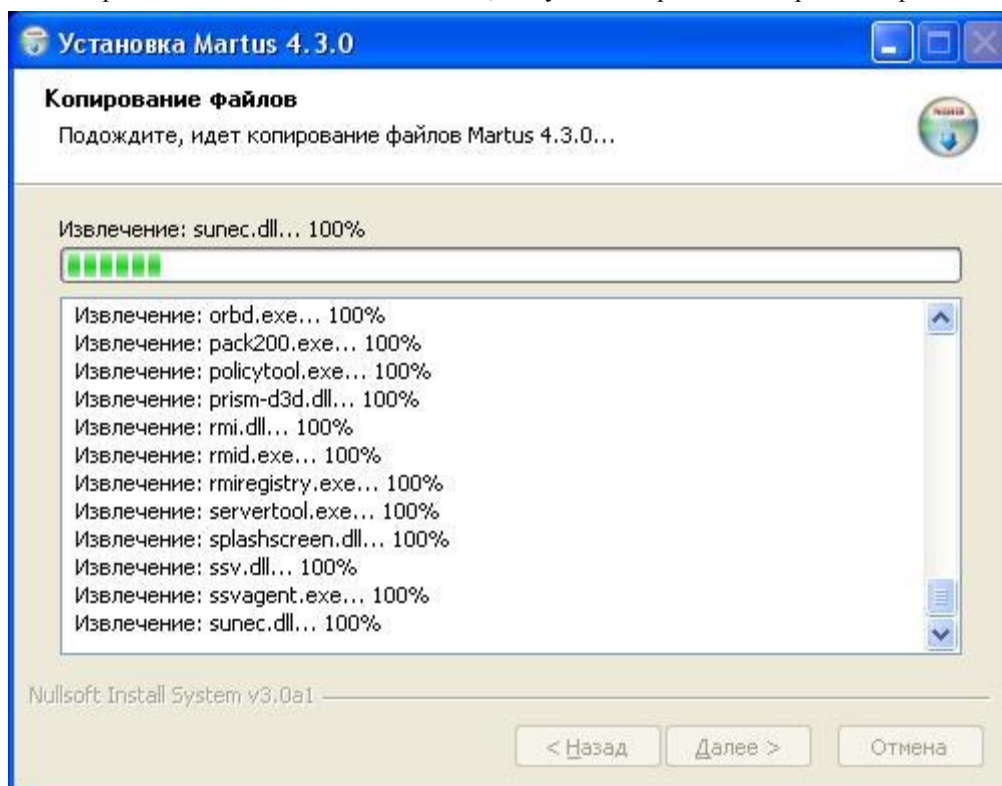 Установка Martus 4.3.0
Копирование файлов
Подождите, идет копирование файлов Martus 4.3.0...
Извлечение: sunec.dll... 100%
Извлечение: orbd.exe... 100%
Извлечение: pack200.exe... 100%
Извлечение: policytool.exe... 100%
Извлечение: prism-d3d.dll... 100%
Извлечение: rmi.dll... 100%
Извлечение: rmid.exe... 100%
Извлечение: rmiregistry.exe... 100%
Извлечение: servertool.exe... 100%
Извлечение: splashscreen.dll... 100%
Извлечение: ssv.dll... 100%
Извлечение: ssvagent.exe... 100%
Извлечение: sunec.dll... 100%
Nullsoft Install System v3.0a1
< Назад
Далее >
Отмена